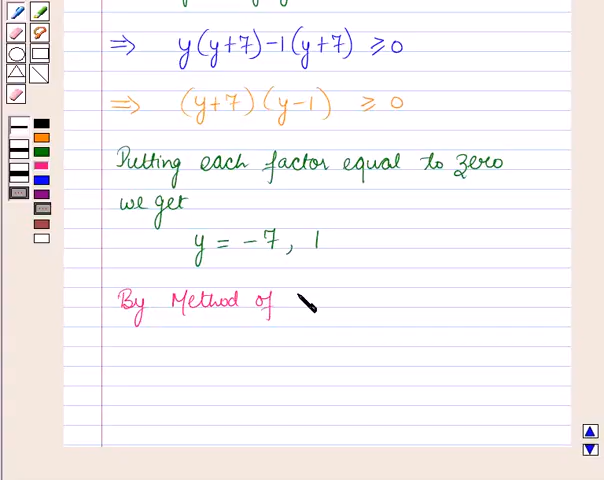 ⇒ y(y+7)-1(y+7) ⩾ 0
⇒ (y+7)(y-1) ⩾ 0
Putting each factor equal to zero
we get
y = -7, 1
By Method of